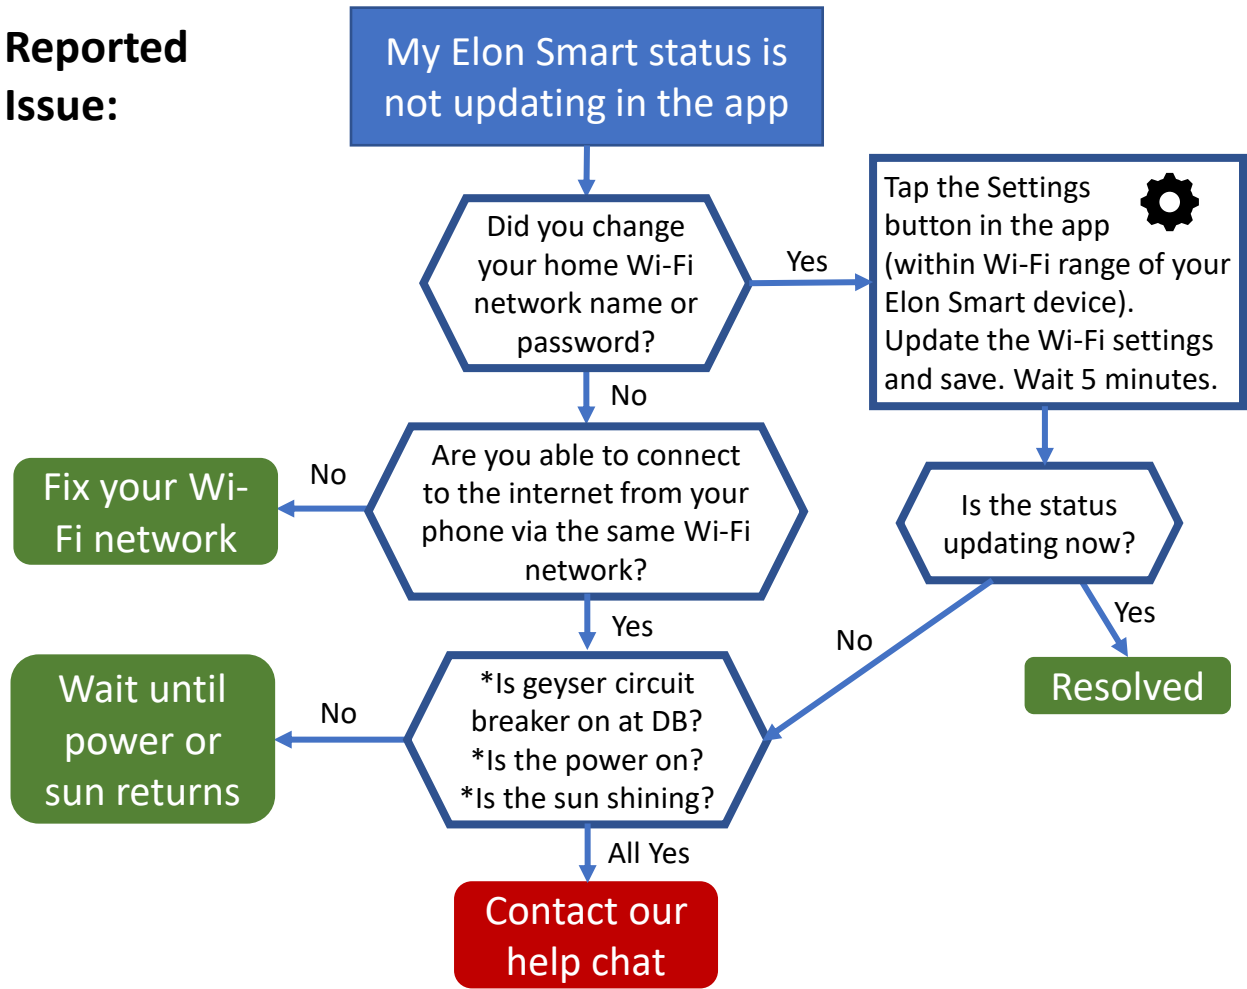 Reported
Issue:
My Elon Smart status is
not updating in the app
Did you change
your home Wi-Fi
network name or
password?
Yes
Tap the Settings
button in the app
(within Wi-Fi range of your
Elon Smart device).
Update the Wi-Fi settings
and save. Wait 5 minutes.
No
Are you able to connect
to the internet from your
phone via the same Wi-Fi
network?
No
Fix your Wi-
Fi network
Is the status
updating now?
Yes
No
Yes
Resolved
*Is geyser circuit
breaker on at DB?
*Is the power on?
*Is the sun shining?
No
Wait until
power or
sun returns
All Yes
Contact our
help chat